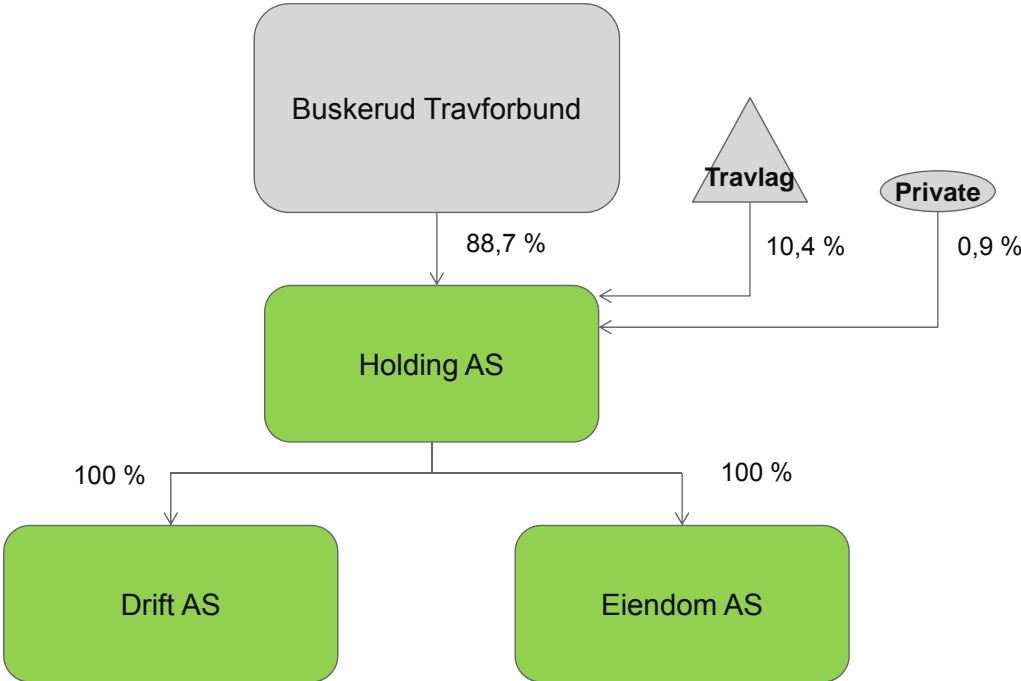 Buskerud Travforbund
Travlag
Private
88,7 %
10,4 %
0,9 %
Holding AS
100 %
100 %
Drift AS
Eiendom AS